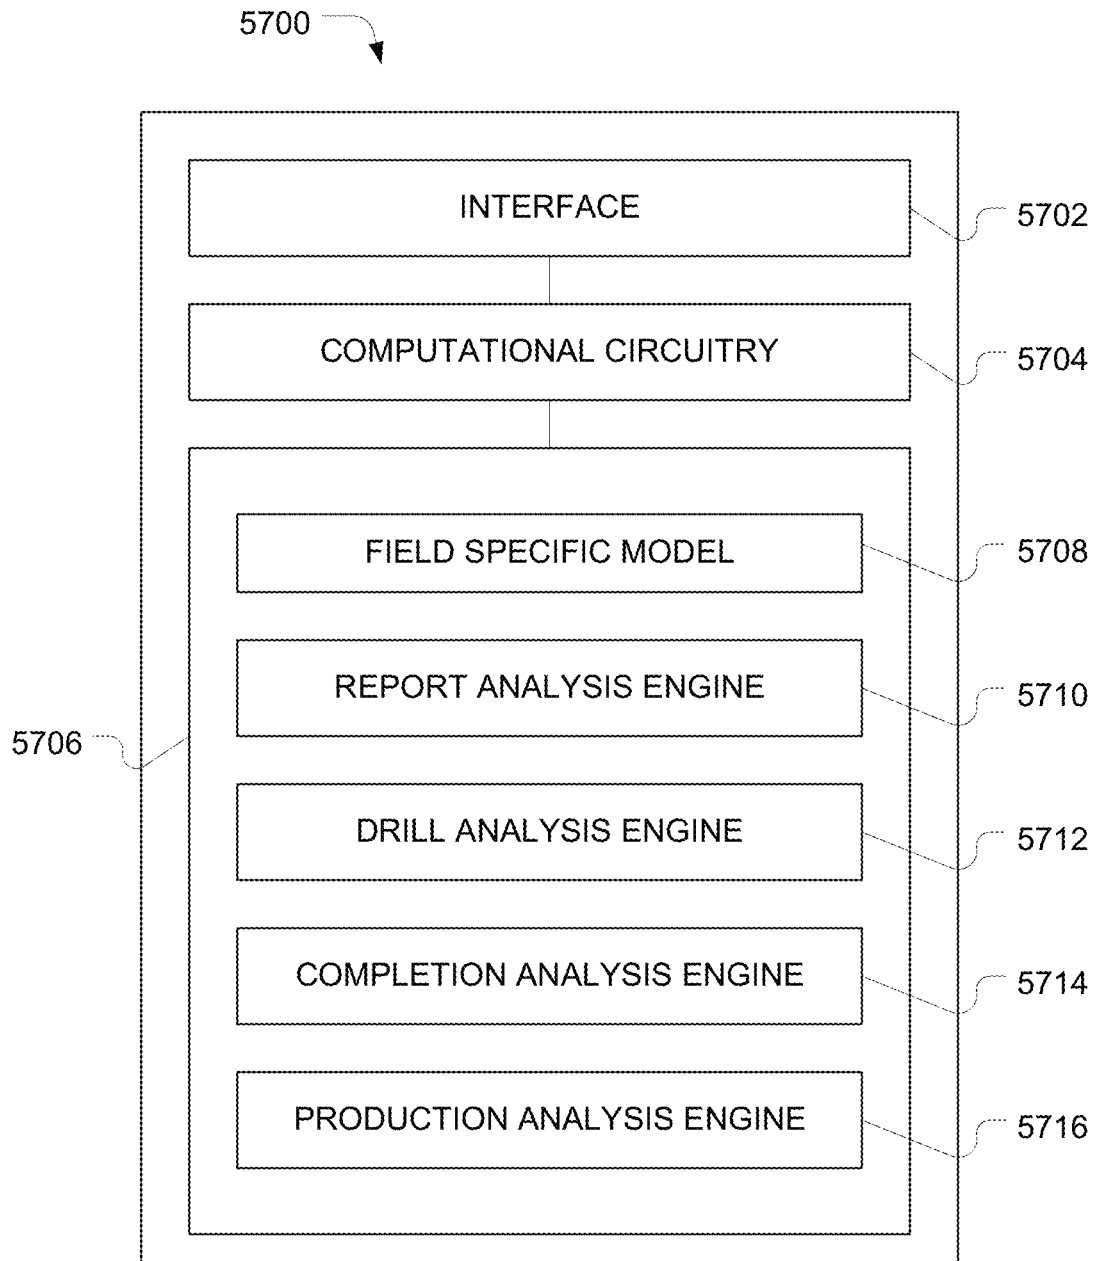 5700
INTERFACE
5702
COMPUTATIONAL CIRCUITRY
5704
FIELD SPECIFIC MODEL
5708
REPORT ANALYSIS ENGINE
5710
5706
DRILL ANALYSIS ENGINE
5712
COMPLETION ANALYSIS ENGINE
5714
PRODUCTION ANALYSIS ENGINE
5716